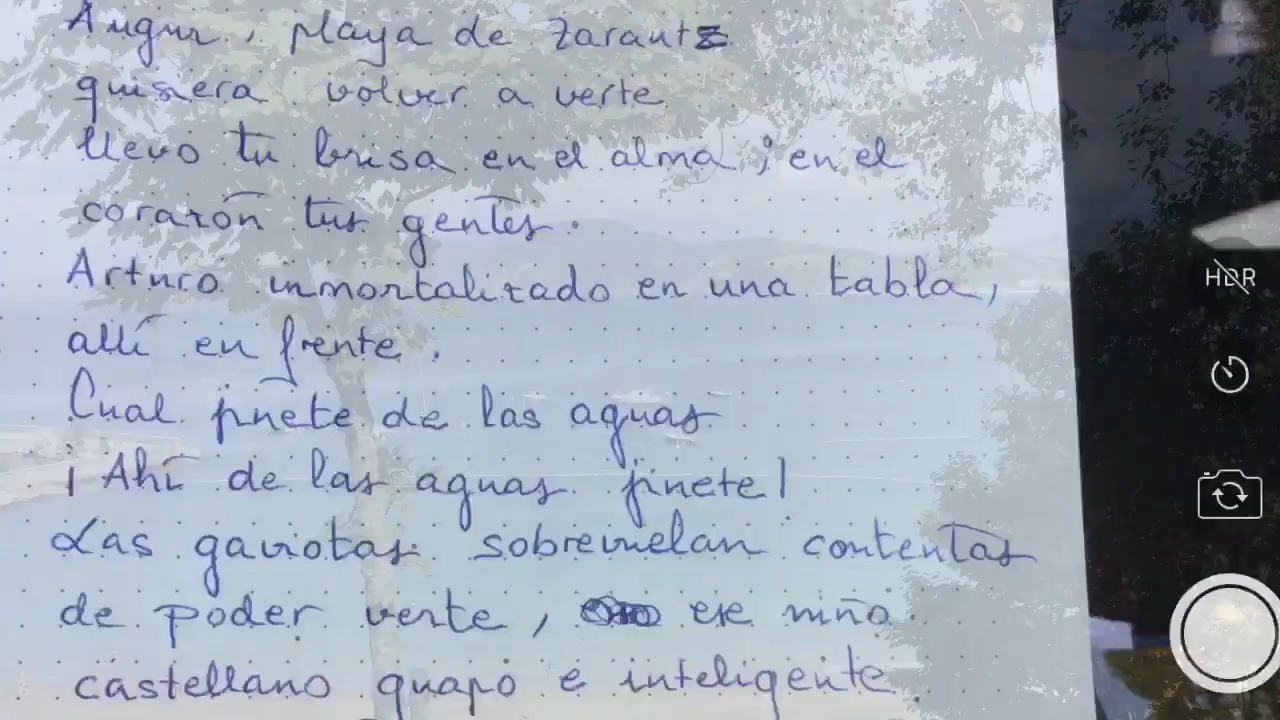 Augur, playa de Zarautz
quisiera volver a verte
llevo tu brisa en el alma; en el
corazón tus gentes.
Arturo inmortalizado en una tabla,
allí en frente.
Cual jinete de las aguas
¡Ahí de las aguas jinete!
Las gaviotas sobrevuelan contentas
de poder verte, ese niño
castellano guapo e inteligente.
HDR